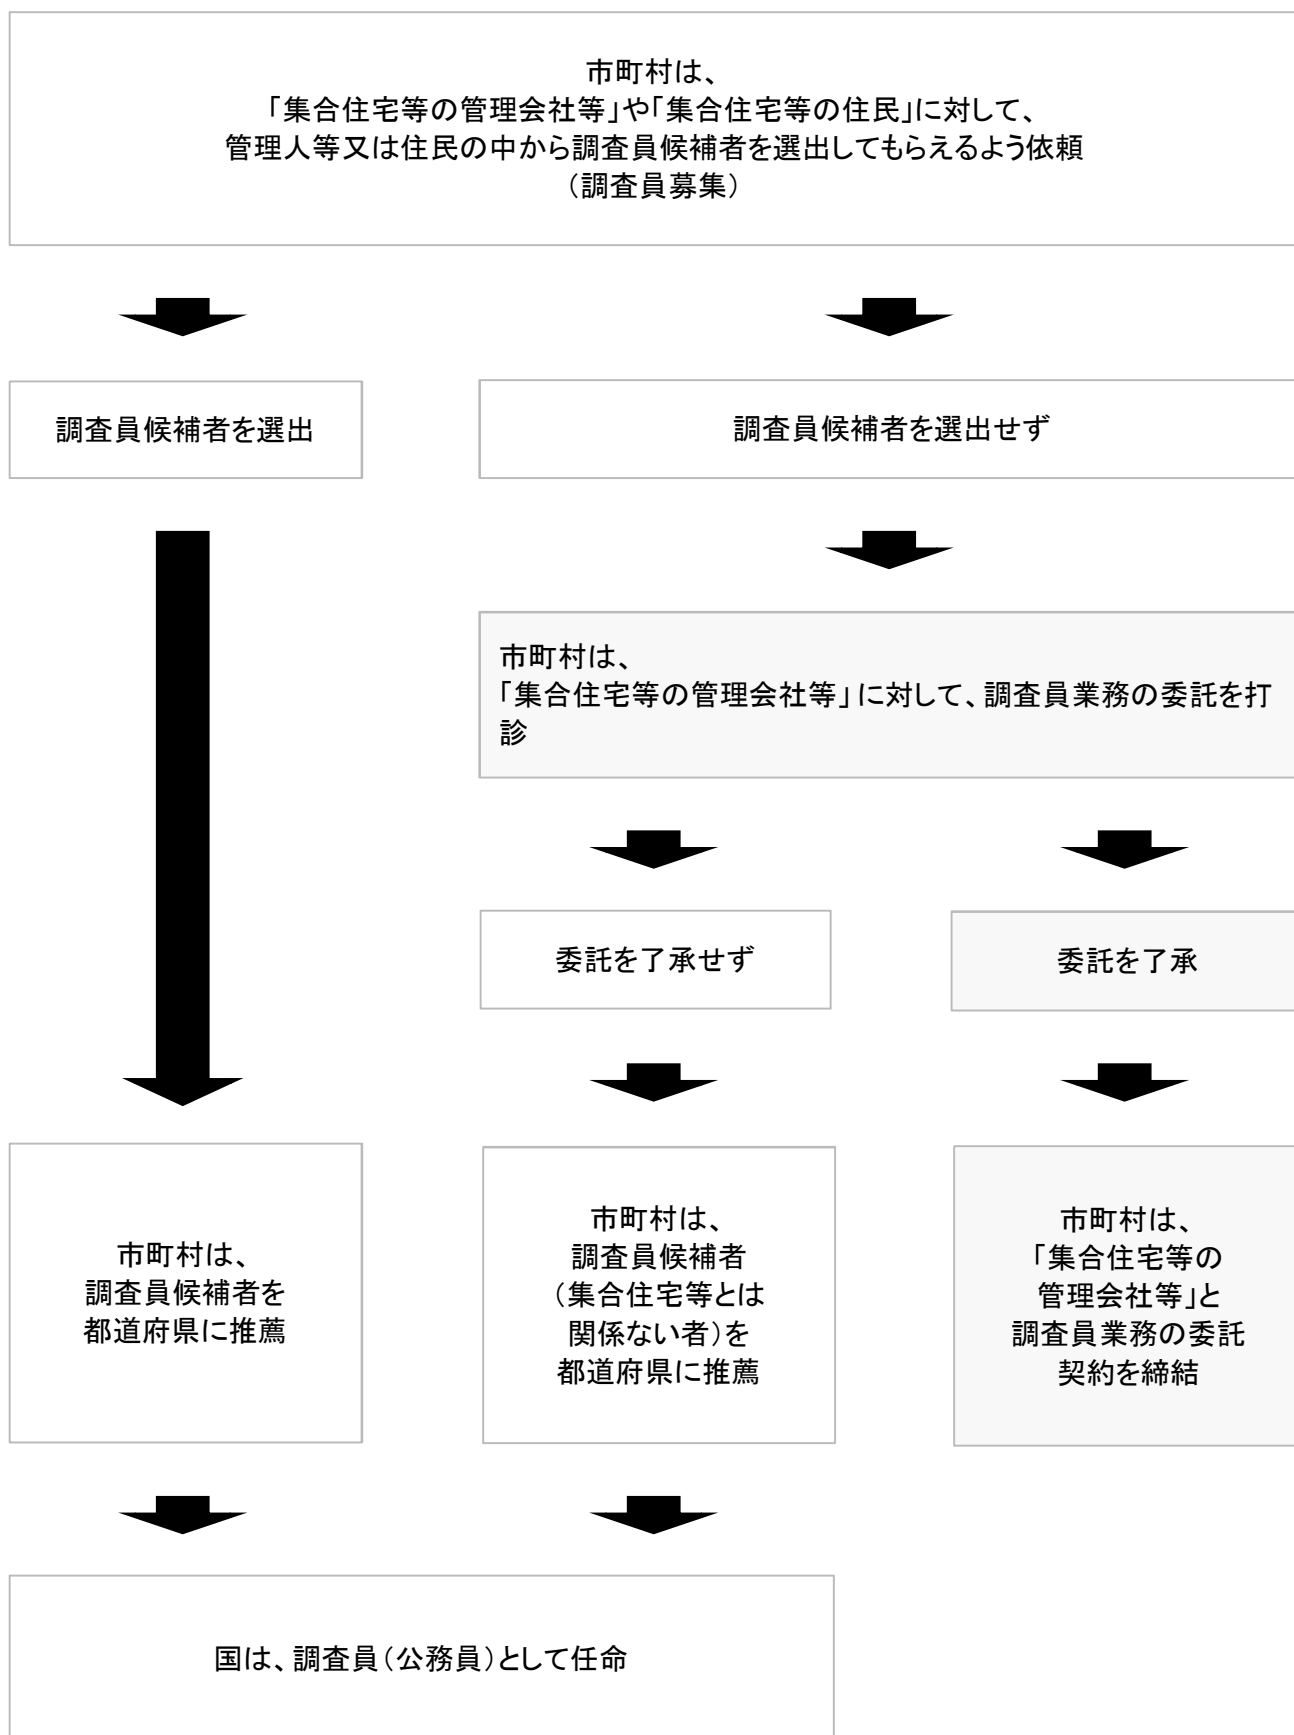 市町村は、
「集合住宅等の管理会社等」や「集合住宅等の住民」に対して、
管理人等又は住民の中から調査員候補者を選出してもらえるよう依頼
（調査員募集）
調査員候補者を選出
調査員候補者を選出せず
市町村は、
「集合住宅等の管理会社等」に対して、調査員業務の委託を打
診
委託を了承せず
委託を了承
市町村は、
調査員候補者を
都道府県に推薦
市町村は、
調査員候補者
（集合住宅等とは
関係ない者）を
都道府県に推薦
市町村は、
「集合住宅等の
管理会社等」と
調査員業務の委託
契約を締結
国は、調査員（公務員）として任命